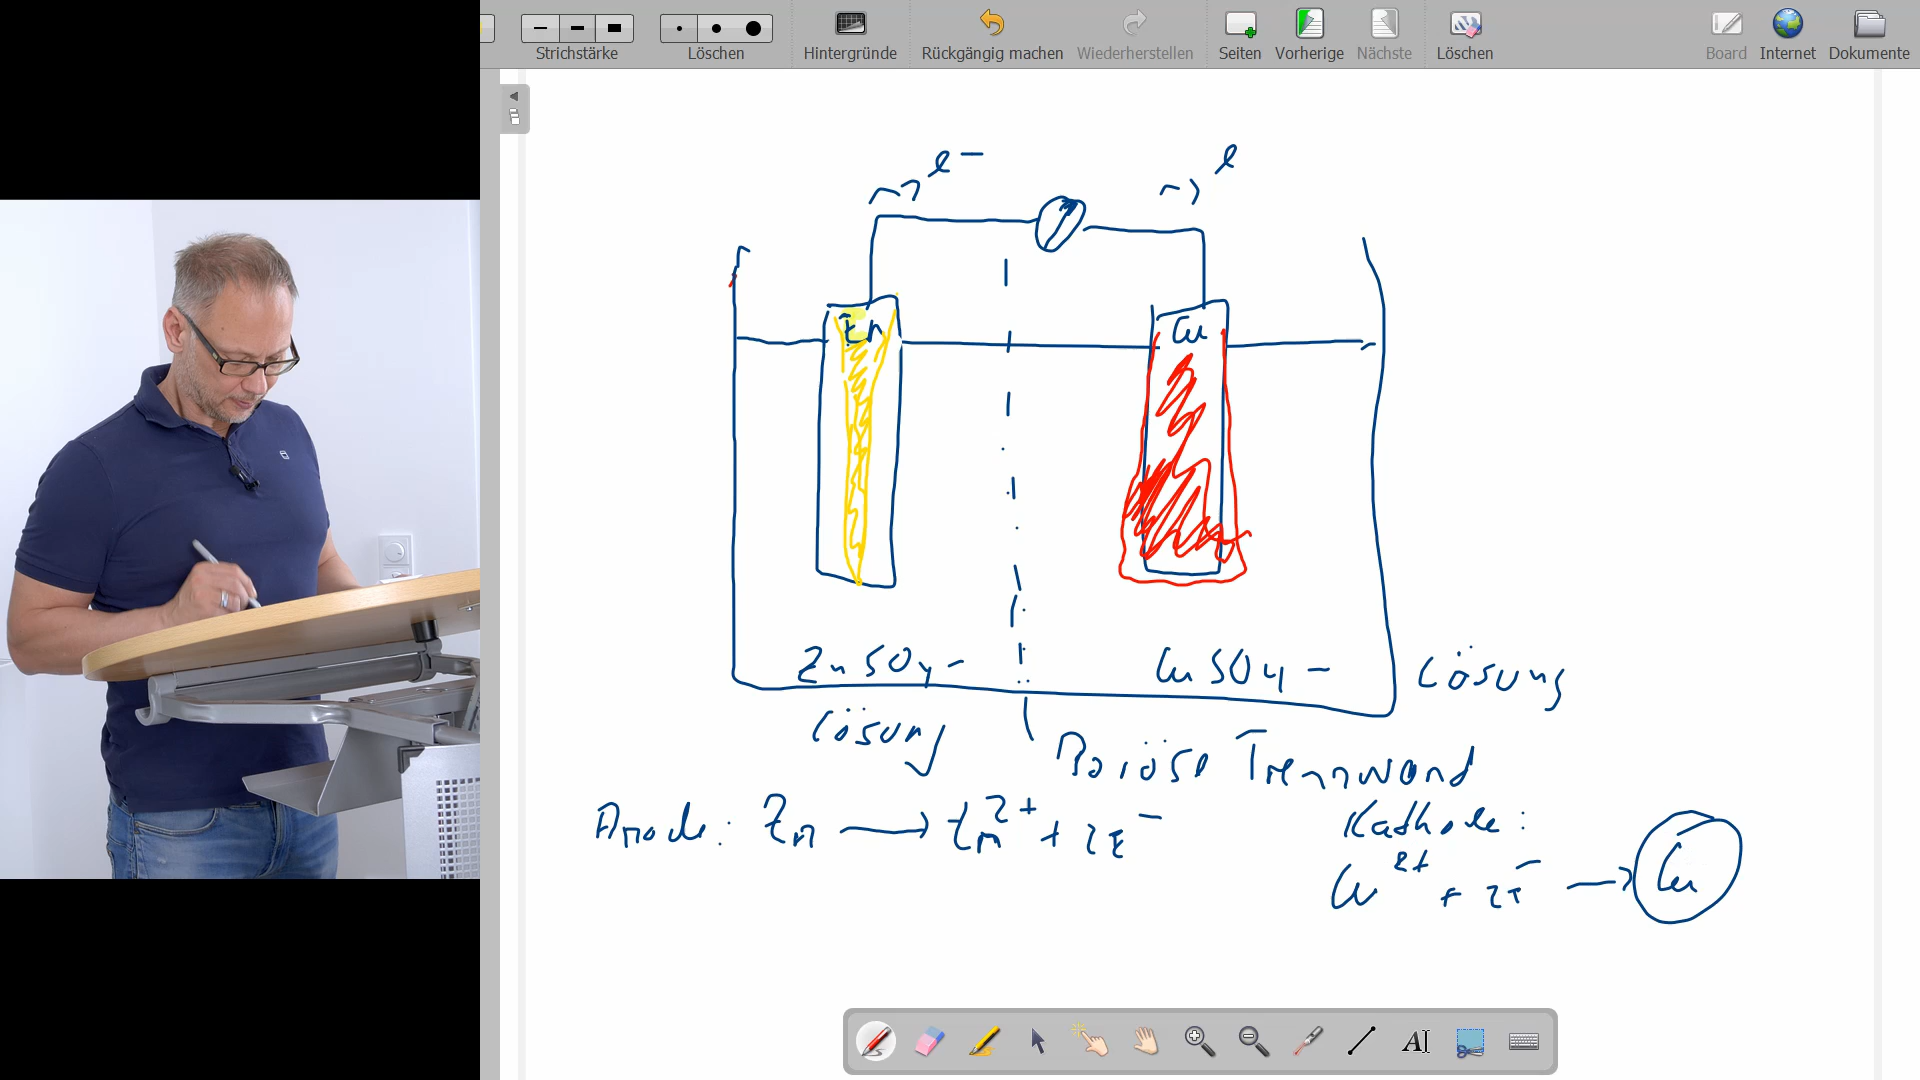 Strichstärke Löschen Hintergründe Rückgängig machen Wiederherstellen Seiten Vorherige Nächste Löschen Board Internet Dokumente
e⁻ e
Zn Cu
ZnSO4- CuSO4- Lösung
Lösung
Poröse Trennwand
Anode: Zn → Zn²⁺ + 2e⁻
Kathode:
Cu²⁺ + 2e⁻ → Cu
A